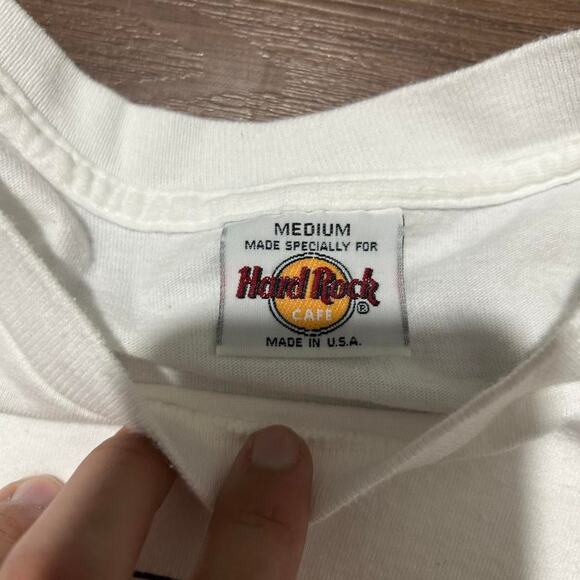 MEDIUM
MADE SPECIALLY FOR
Hard Rock
CAFE ®
MADE IN U.S.A.